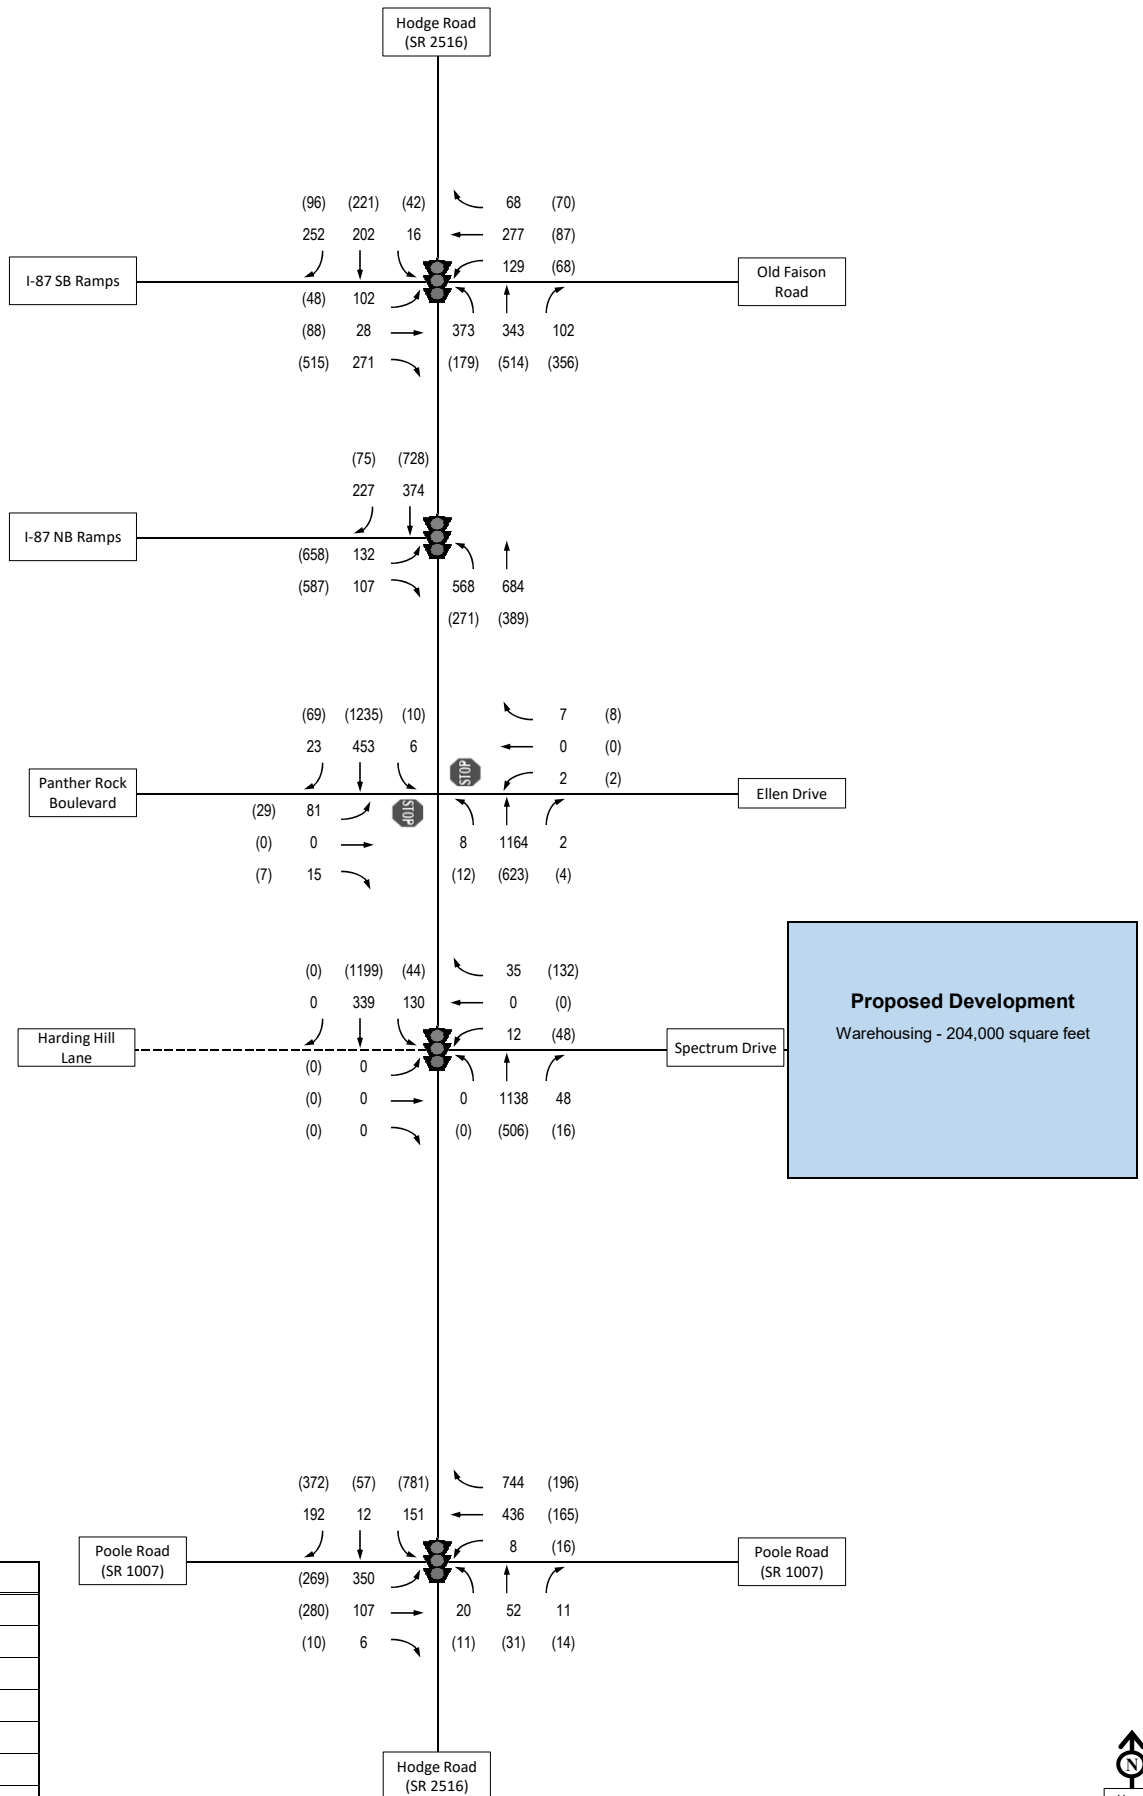 Hodge Road
(SR 2516)
(96) (221) (42) 68 (70)
252 202 16 277 (87)
129 (68)
I-87 SB Ramps
Old Faison
Road
(48) 102
(88) 28 373 343 102
(515) 271 (179) (514) (356)
(75) (728)
227 374
I-87 NB Ramps
(658) 132
(587) 107 568 684
(271) (389)
(69) (1235) (10) 7 (8)
23 453 6 0 (0)
STOP
2 (2)
Panther Rock
Boulevard
Ellen Drive
(29) 81
STOP
(0) 0 8 1164 2
(7) 15 (12) (623) (4)
(0) (1199) (44) 35 (132)
0 339 130 0 (0)
12 (48)
Harding Hill
Lane
Spectrum Drive
Proposed Development
Warehousing - 204,000 square feet
(0) 0
(0) 0 0 1138 48
(0) 0 (0) (506) (16)
(372) (57) (781) 744 (196)
192 12 151 436 (165)
8 (16)
Poole Road
(SR 1007)
Poole Road
(SR 1007)
(269) 350
(280) 107 20 52 11
(10) 6 (11) (31) (14)
Hodge Road
(SR 2516)
N